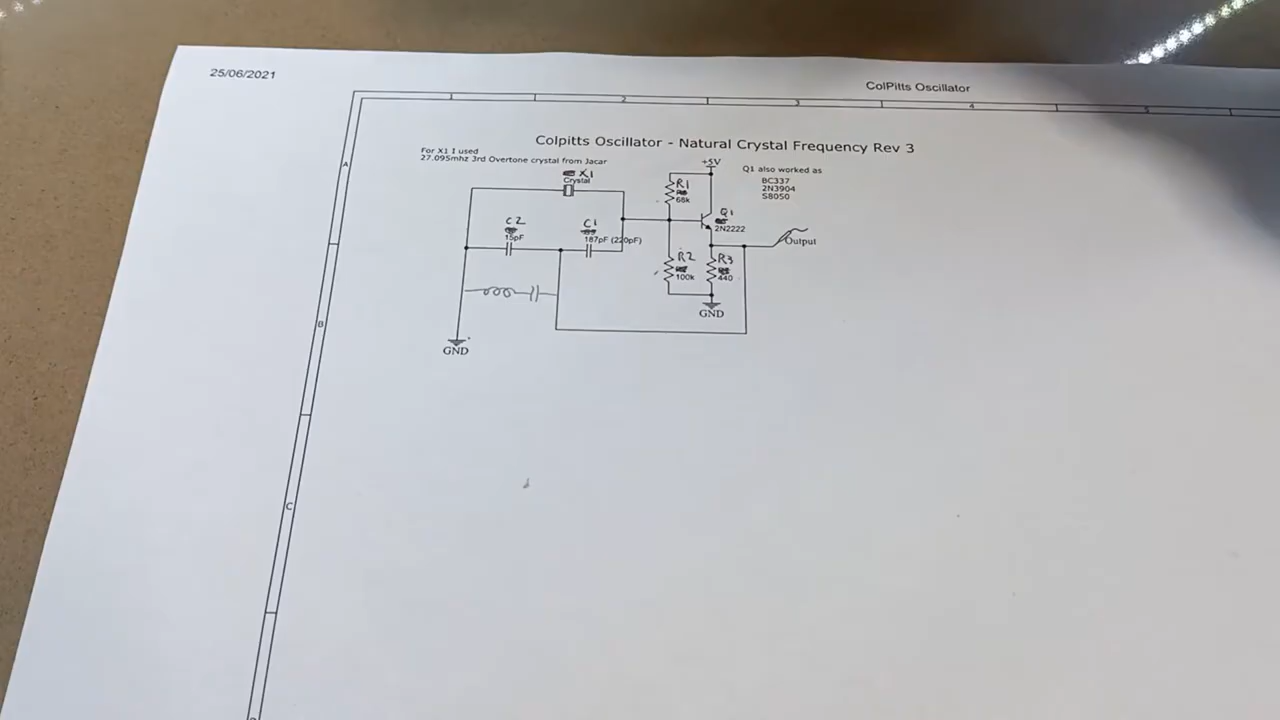 25/06/2021
ColPitts Oscillator
2
3
4
5
A
B
C
Colpitts Oscillator - Natural Crystal Frequency Rev 3
For X1 I used
27.095mhz 3rd Overtone crystal from Jacar
X1
Crystal
+5V
Q1 also worked as
BC337
2N3904
S8050
R1
68k
Q1
2N2222
C2
15pF
C1
187pF (220pF)
Output
R2
100k
R3
440
GND
GND